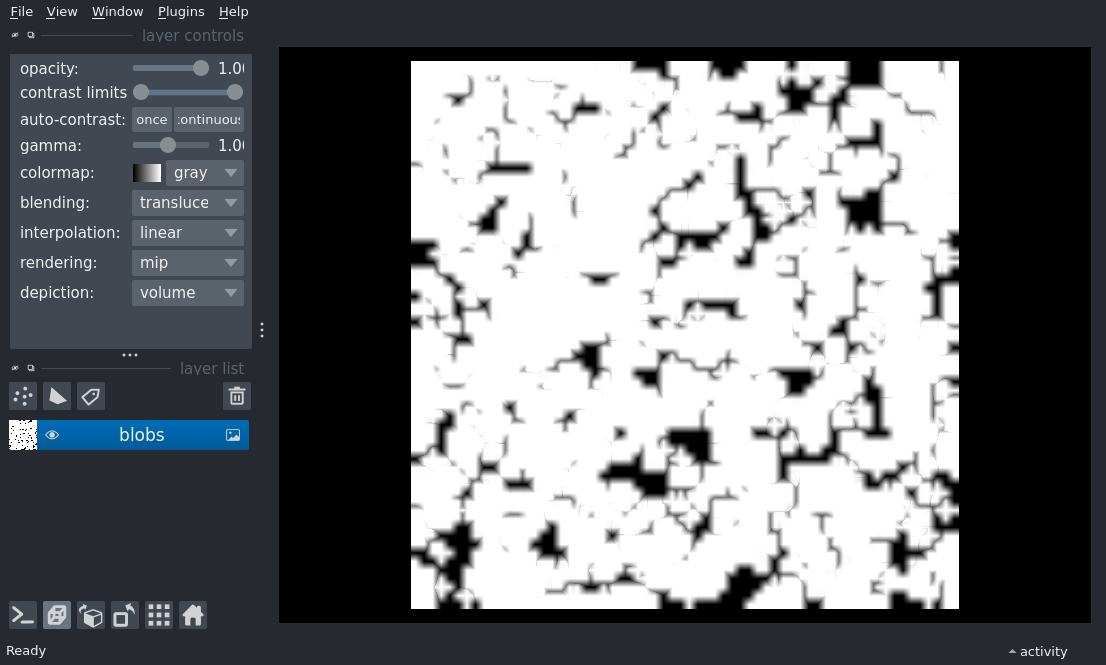 File View Window Plugins Help
layer controls
opacity: 1.00
contrast limits
auto-contrast: once continuous
gamma: 1.00
colormap: gray
blending: transluce
interpolation: linear
rendering: mip
depiction: volume
layer list
blobs
Ready
activity